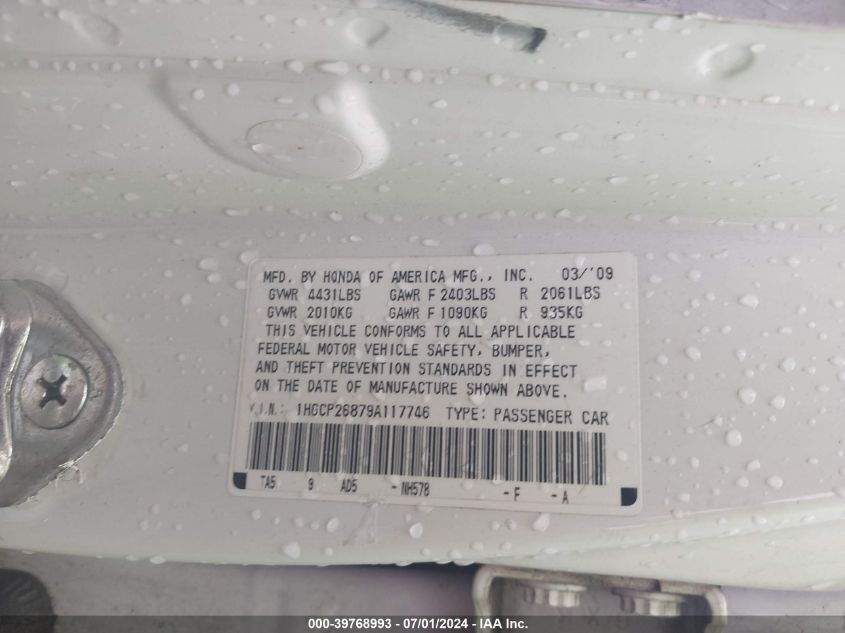 MFD. BY HONDA OF AMERICA MFG., INC. 03/'09
GVWR 4431LBS GAWR F 2403LBS R 2061LBS
GVWR 2010KG GAWR F 1090KG R 935KG
THIS VEHICLE CONFORMS TO ALL APPLICABLE
FEDERAL MOTOR VEHICLE SAFETY, BUMPER,
AND THEFT PREVENTION STANDARDS IN EFFECT
ON THE DATE OF MANUFACTURE SHOWN ABOVE.
V.I.N.: 1HGCP26879A117746 TYPE: PASSENGER CAR
TA5 9 AD5 - NH578 - F - A
000-39768993 - 07/01/2024 - IAA Inc.